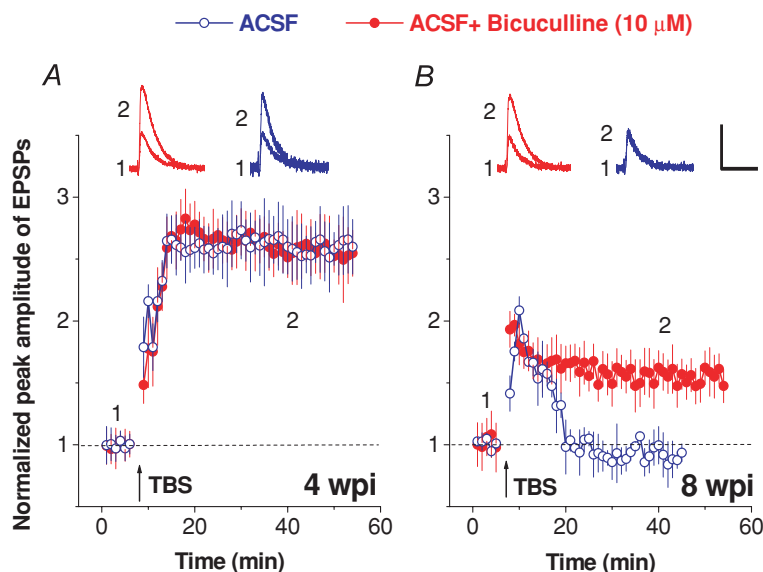 ACSF
ACSF+ Bicuculline (10 μM)
A
B
2
1
2
1
2
1
2
1
Normalized peak amplitude of EPSPs
3
2
1
3
2
1
1
2
1
2
TBS
4 wpi
TBS
8 wpi
0 20 40 60
0 20 40 60
Time (min)
Time (min)